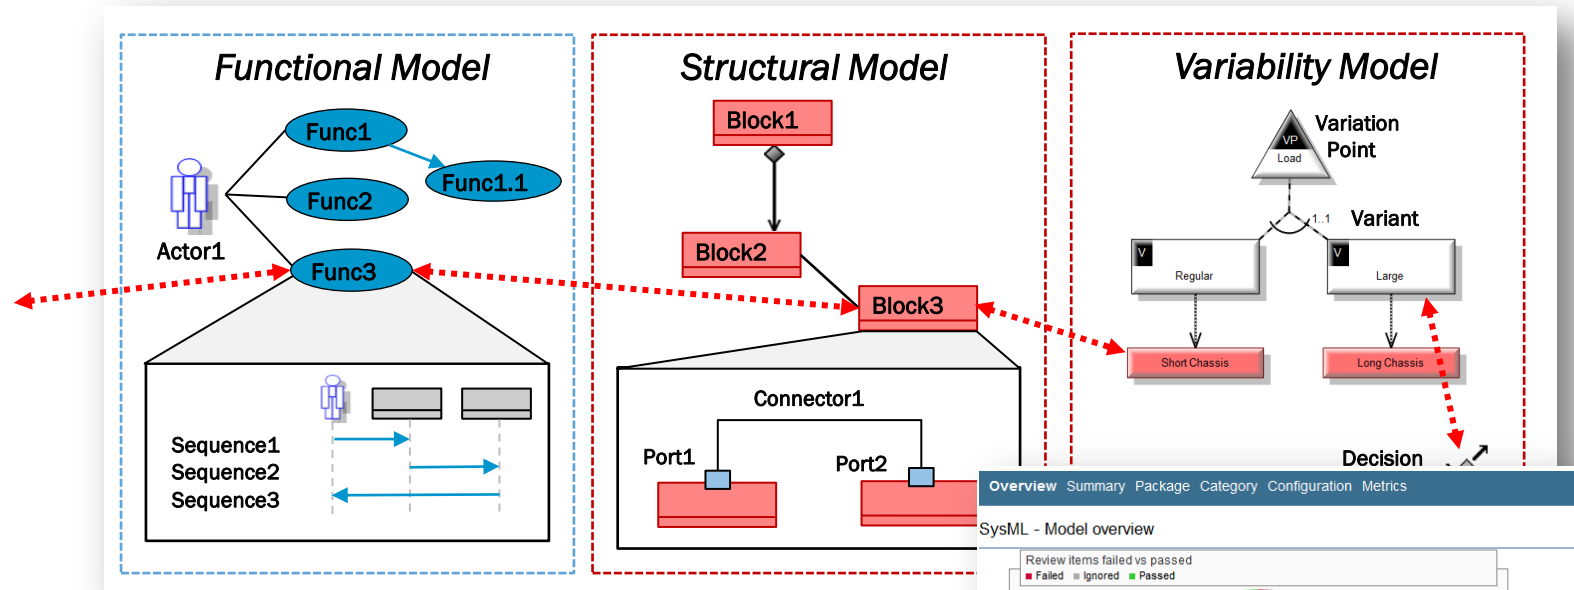 Functional Model
Func1
Func1.1
Func2
Actor1
Func3
Sequence1
Sequence2
Sequence3
Structural Model
Block1
Block2
Block3
Connector1
Port1
Port2
Variability Model
Variation
Point
VP
Load
1..1
Variant
V
Regular
V
Large
Short Chassis
Long Chassis
Decision
Overview Summary Package Category Configuration Metrics
SysML - Model overview
Review items failed vs passed
Failed Ignored Passed